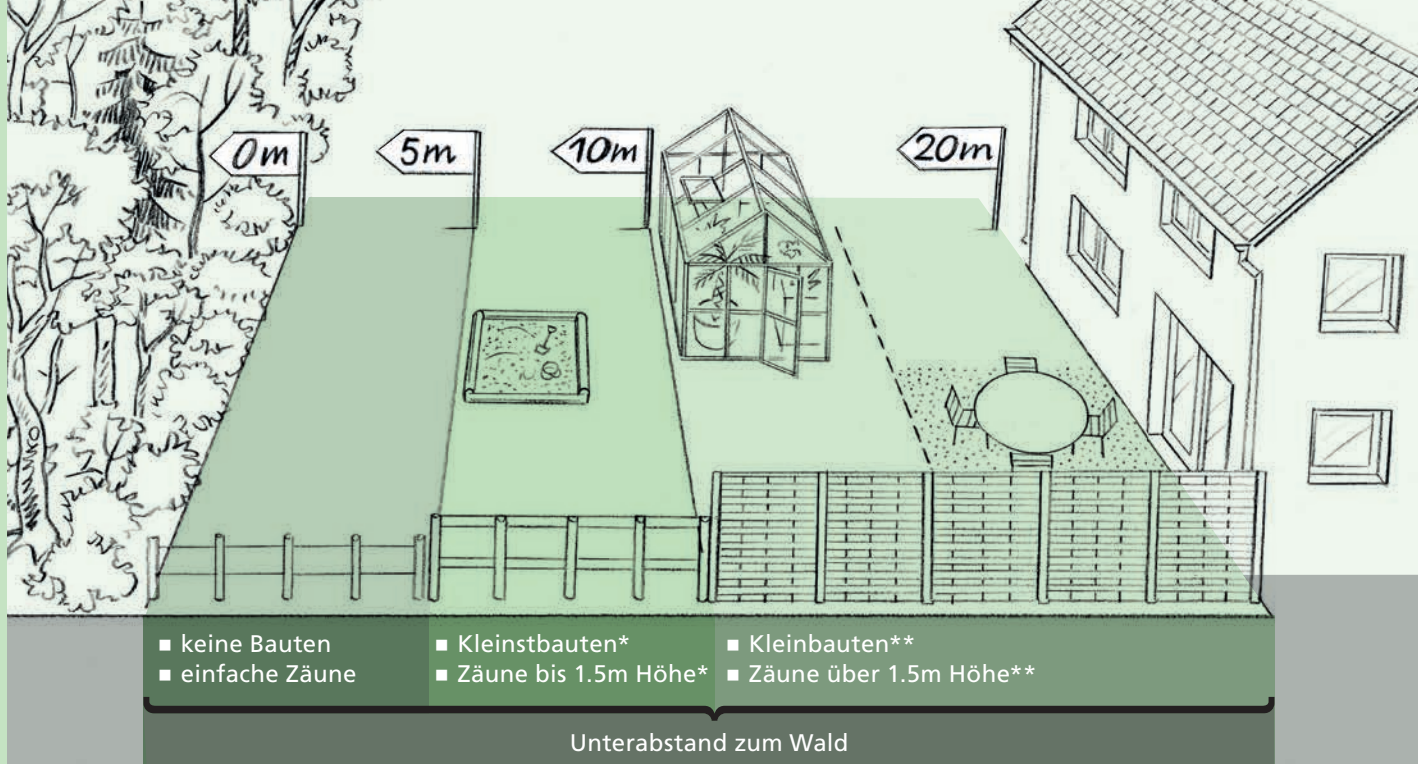 0m
5m
10m
20m
▪ keine Bauten
▪ einfache Zäune
▪ Kleinstbauten*
▪ Zäune bis 1.5m Höhe*
▪ Kleinbauten**
▪ Zäune über 1.5m Höhe**
Unterabstand zum Wald